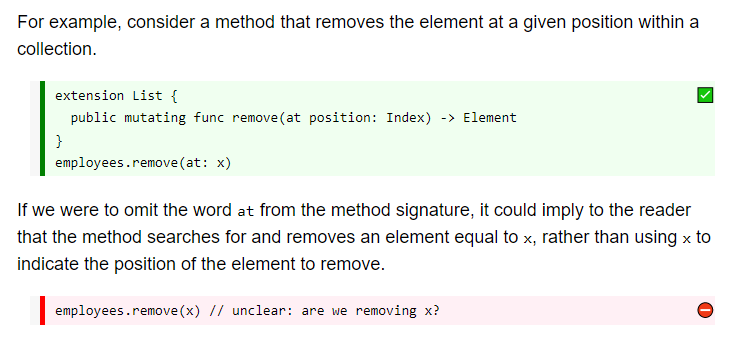 For example, consider a method that removes the element at a given position within a
collection.
extension List {
  public mutating func remove(at position: Index) -> Element
}
employees.remove(at: x)
If we were to omit the word at from the method signature, it could imply to the reader
that the method searches for and removes an element equal to x, rather than using x to
indicate the position of the element to remove.
employees.remove(x) // unclear: are we removing x?